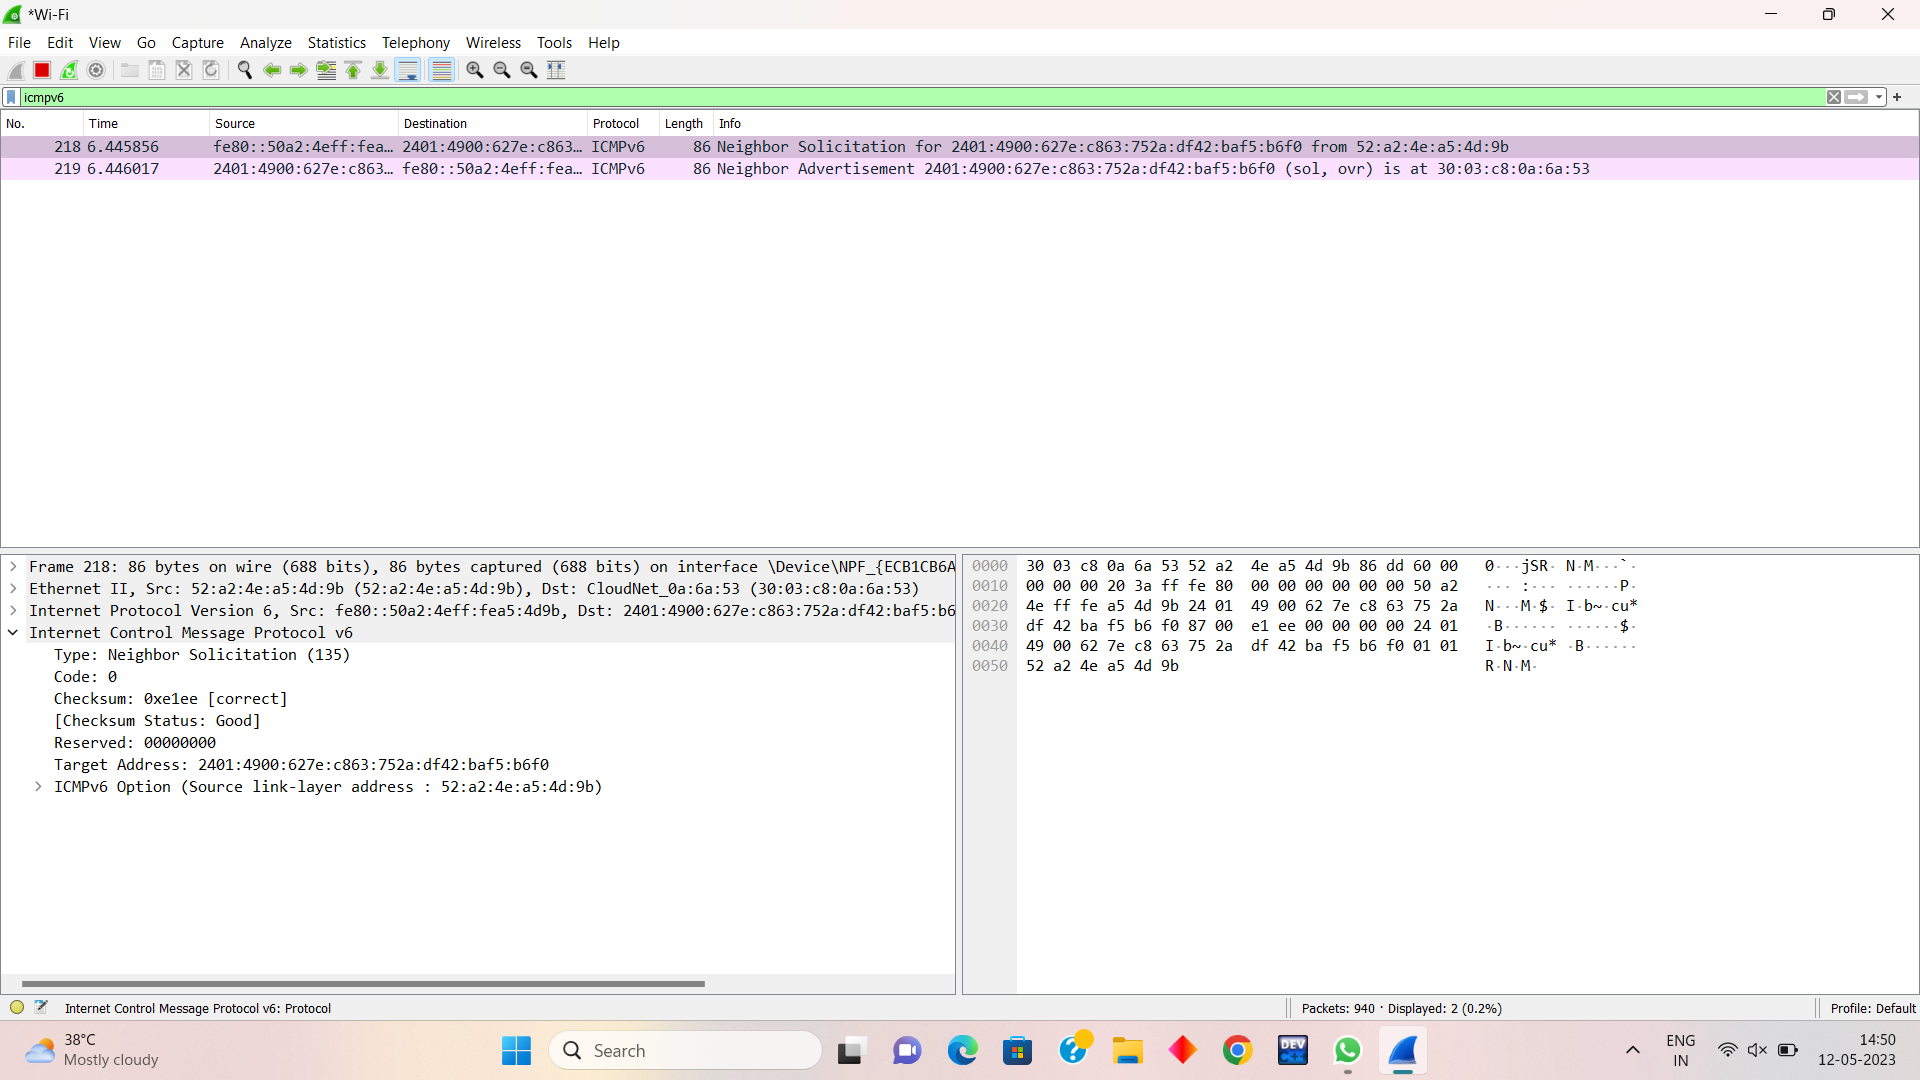 *Wi-Fi
File Edit View Go Capture Analyze Statistics Telephony Wireless Tools Help
icmpv6
No. Time Source Destination Protocol Length Info
218 6.445856 fe80::50a2:4eff:fea… 2401:4900:627e:c863… ICMPv6 86 Neighbor Solicitation for 2401:4900:627e:c863:752a:df42:baf5:b6f0 from 52:a2:4e:a5:4d:9b
219 6.446017 2401:4900:627e:c863… fe80::50a2:4eff:fea… ICMPv6 86 Neighbor Advertisement 2401:4900:627e:c863:752a:df42:baf5:b6f0 (sol, ovr) is at 30:03:c8:0a:6a:53
Frame 218: 86 bytes on wire (688 bits), 86 bytes captured (688 bits) on interface \Device\NPF_{ECB1CB6A
Ethernet II, Src: 52:a2:4e:a5:4d:9b (52:a2:4e:a5:4d:9b), Dst: CloudNet_0a:6a:53 (30:03:c8:0a:6a:53)
Internet Protocol Version 6, Src: fe80::50a2:4eff:fea5:4d9b, Dst: 2401:4900:627e:c863:752a:df42:baf5:b6
Internet Control Message Protocol v6
Type: Neighbor Solicitation (135)
Code: 0
Checksum: 0xe1ee [correct]
[Checksum Status: Good]
Reserved: 00000000
Target Address: 2401:4900:627e:c863:752a:df42:baf5:b6f0
ICMPv6 Option (Source link-layer address : 52:a2:4e:a5:4d:9b)
0000 30 03 c8 0a 6a 53 52 a2 4e a5 4d 9b 86 dd 60 00 0···jSR· N·M···`·
0010 00 00 00 20 3a ff fe 80 00 00 00 00 00 00 50 a2 ··· :··· ······P·
0020 4e ff fe a5 4d 9b 24 01 49 00 62 7e c8 63 75 2a N···M·$· I·b~·cu*
0030 df 42 ba f5 b6 f0 87 00 e1 ee 00 00 00 00 24 01 ·B······ ······$·
0040 49 00 62 7e c8 63 75 2a df 42 ba f5 b6 f0 01 01 I·b~·cu* ·B······
0050 52 a2 4e a5 4d 9b R·N·M·
Internet Control Message Protocol v6: Protocol
Packets: 940 · Displayed: 2 (0.2%)
Profile: Default
38°C
Mostly cloudy
Search
DEV
ENG
IN
14:50
12-05-2023